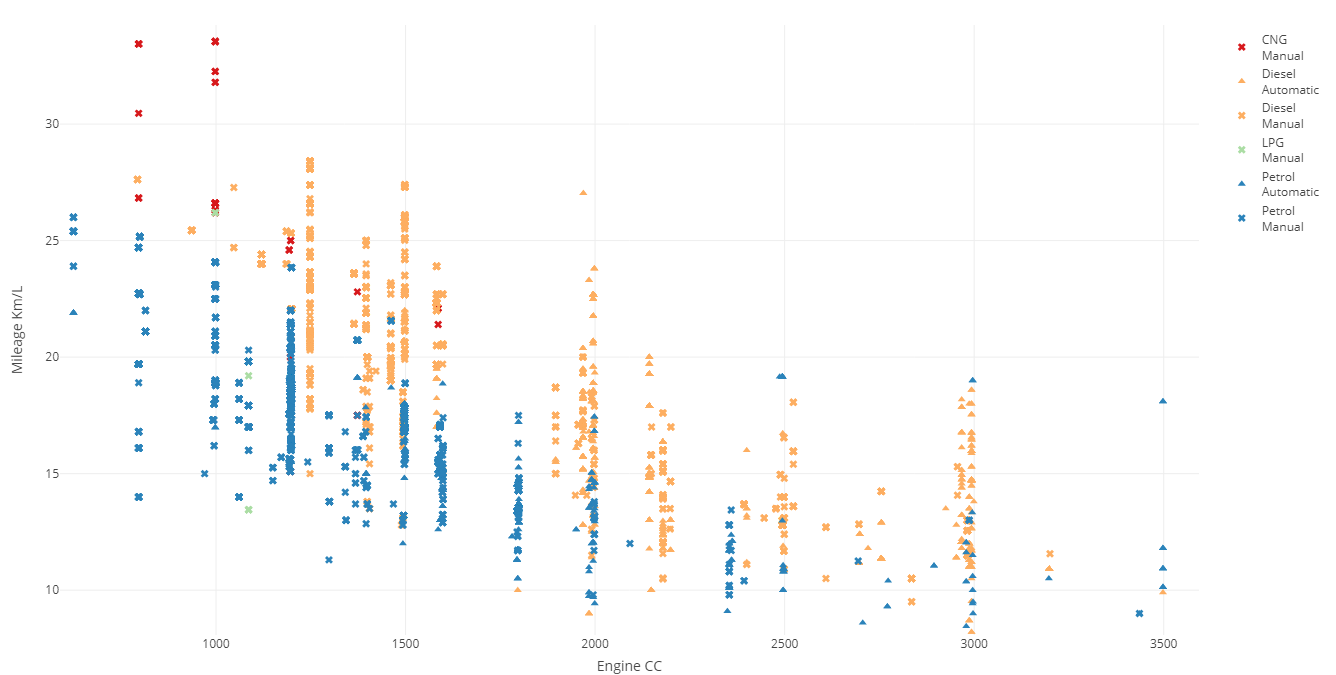 CNG
Manual
Diesel
Automatic
Diesel
Manual
LPG
Manual
Petrol
Automatic
Petrol
Manual
30
25
20
15
10
Mileage Km/L
1000
1500
2000
2500
3000
3500
Engine CC